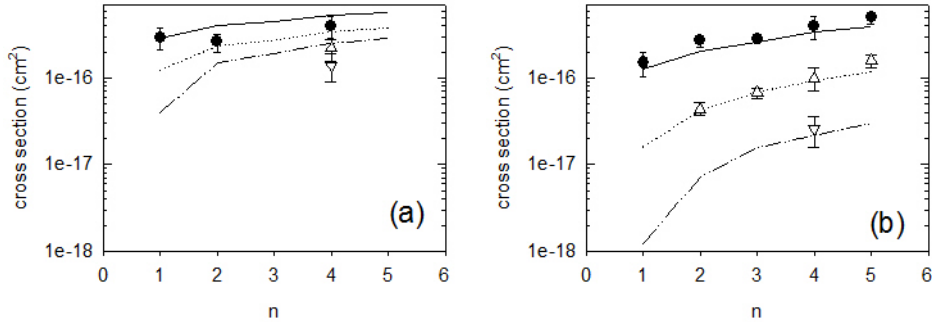 cross section (cm²)
1e-16
1e-17
1e-18
0 1 2 3 4 5 6
n
(a)
cross section (cm²)
1e-16
1e-17
1e-18
0 1 2 3 4 5 6
n
(b)